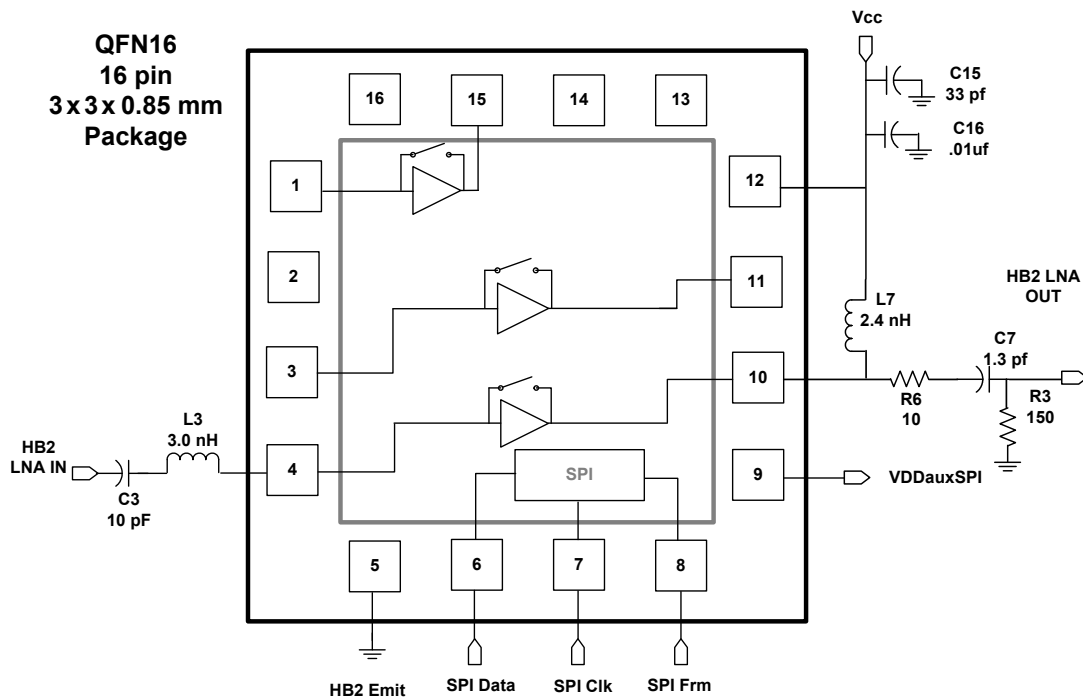 QFN16
16 pin
3 x 3 x 0.85 mm
Package
Vcc
C15
33 pf
C16
.01uf
16
15
14
13
1
12
2
11
HB2 LNA
OUT
L7
2.4 nH
C7
1.3 pf
3
10
R6
10
R3
150
L3
3.0 nH
HB2
LNA IN
4
C3
10 pF
SPI
9
VDDauxSPI
5
6
7
8
HB2 Emit
SPI Data
SPI Clk
SPI Frm